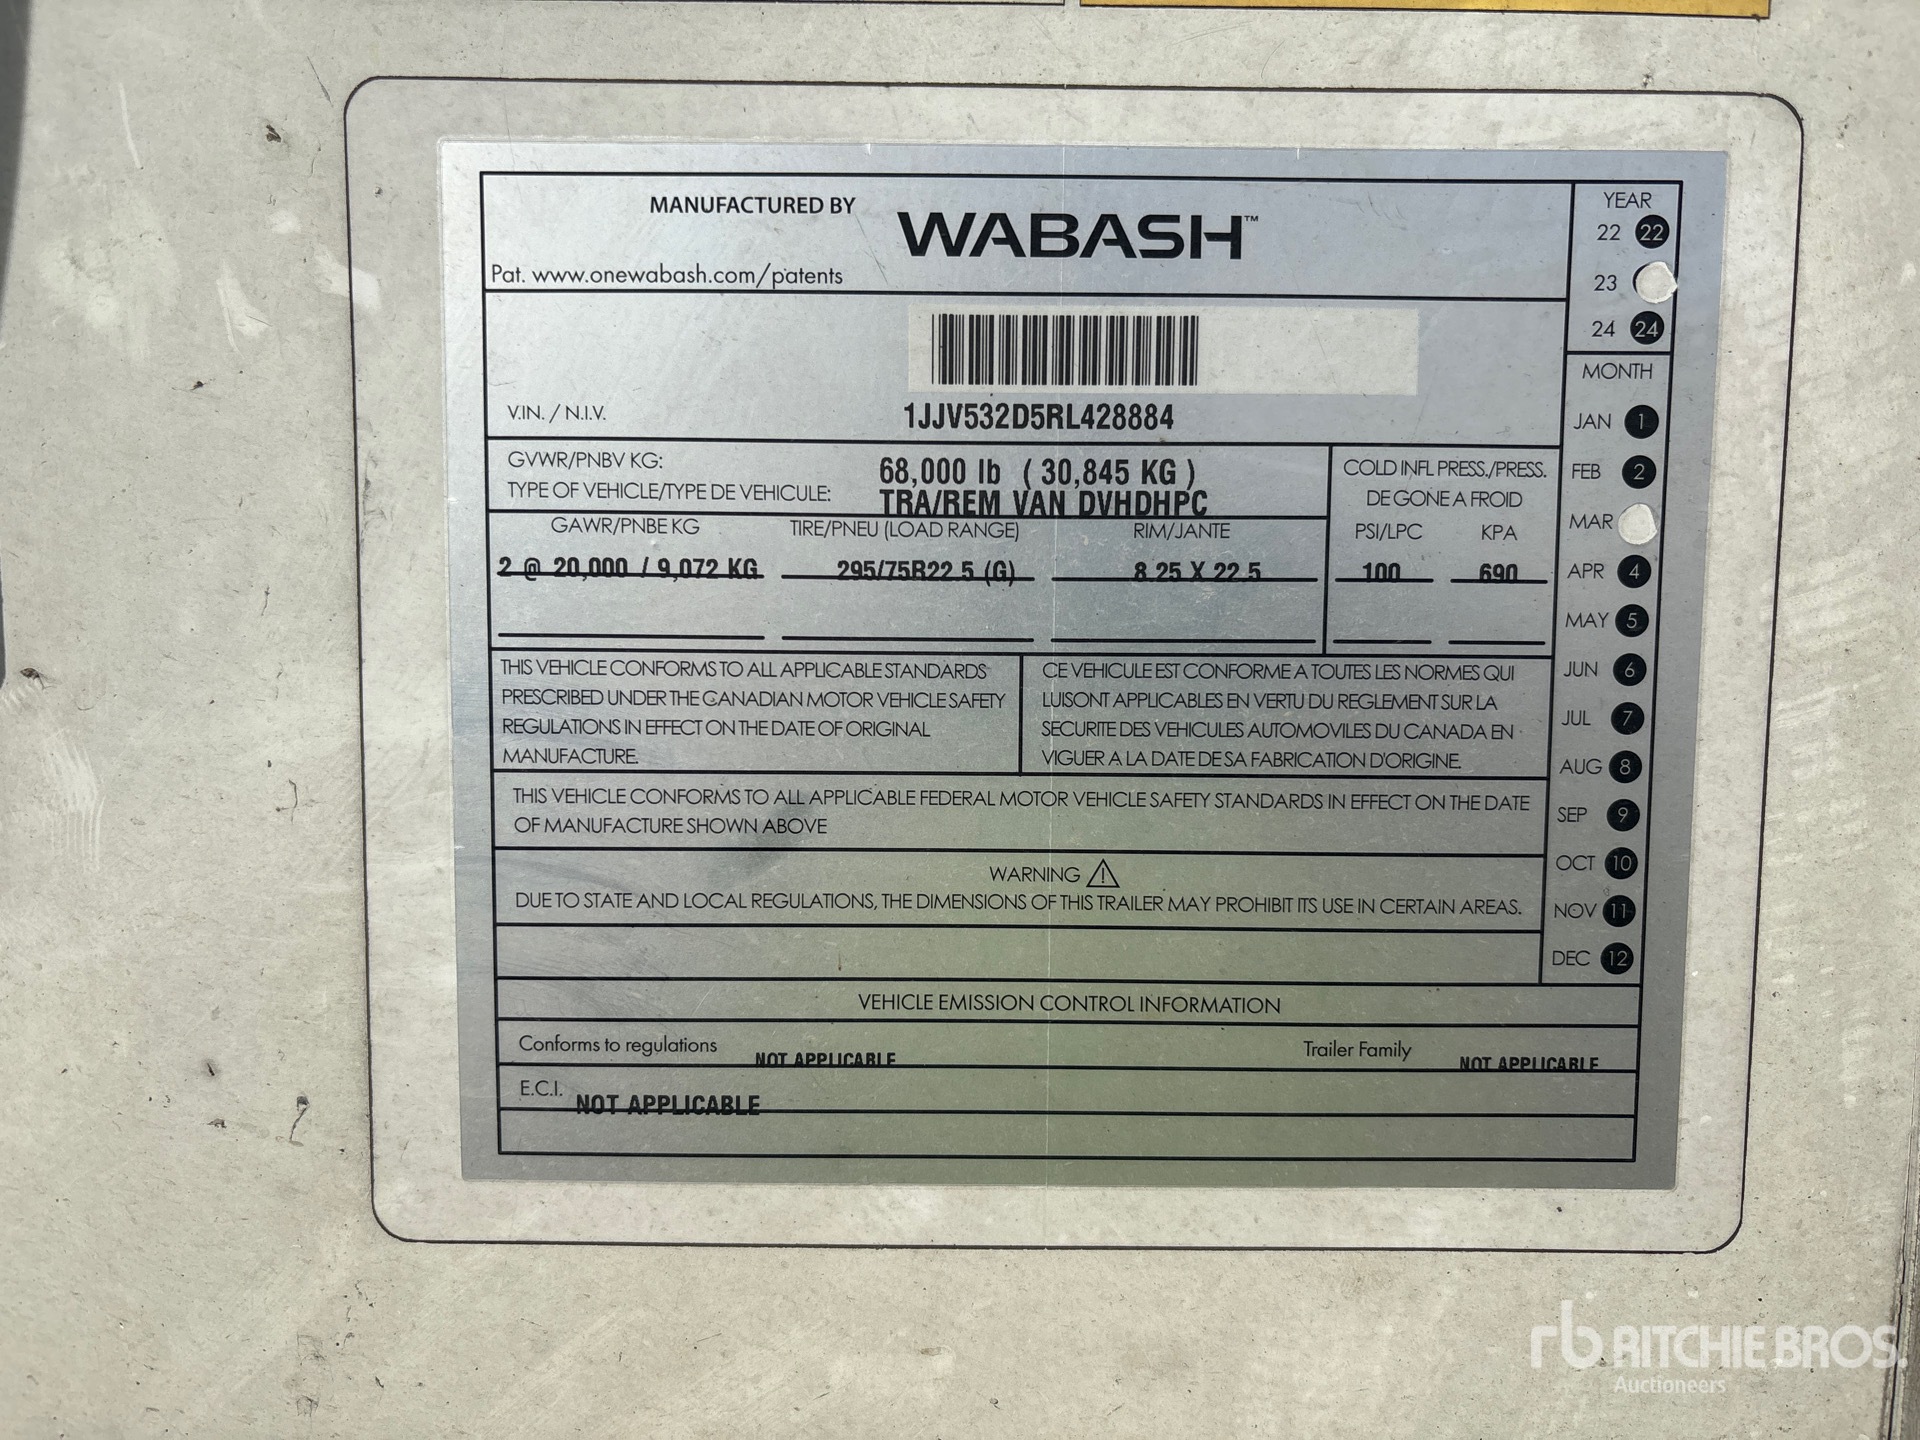 MANUFACTURED BY WABASH™
Pat. www.onewabash.com/patents
YEAR
22 22
23
24 24
V.IN. / N.I.V. 1JJV532D5RL428884
GVWR/PNBV KG: 68,000 lb ( 30,845 KG )
TYPE OF VEHICLE/TYPE DE VEHICULE: TRA/REM VAN DVHDHPC
COLD INFL PRESS./PRESS.
DE GONE A FROID
GAWR/PNBE KG TIRE/PNEU (LOAD RANGE) RIM/JANTE PSI/LPC KPA
2 @ 20,000 / 9,072 KG 295/75R22.5 (G) 8.25 X 22.5 100 690
THIS VEHICLE CONFORMS TO ALL APPLICABLE STANDARDS
PRESCRIBED UNDER THE CANADIAN MOTOR VEHICLE SAFETY
REGULATIONS IN EFFECT ON THE DATE OF ORIGINAL
MANUFACTURE.
CE VEHICULE EST CONFORME A TOUTES LES NORMES QUI
LUISONT APPLICABLES EN VERTU DU REGLEMENT SUR LA
SECURITE DES VEHICULES AUTOMOVILES DU CANADA EN
VIGUER A LA DATE DE SA FABRICATION D'ORIGINE.
THIS VEHICLE CONFORMS TO ALL APPLICABLE FEDERAL MOTOR VEHICLE SAFETY STANDARDS IN EFFECT ON THE DATE
OF MANUFACTURE SHOWN ABOVE
WARNING
DUE TO STATE AND LOCAL REGULATIONS, THE DIMENSIONS OF THIS TRAILER MAY PROHIBIT ITS USE IN CERTAIN AREAS.
MONTH
JAN 1
FEB 2
MAR
APR 4
MAY 5
JUN 6
JUL 7
AUG 8
SEP 9
OCT 10
NOV 11
DEC 12
VEHICLE EMISSION CONTROL INFORMATION
Conforms to regulations NOT APPLICABLE Trailer Family NOT APPLICABLE
E.C.I. NOT APPLICABLE
rb RITCHIE BROS.
Auctioneers